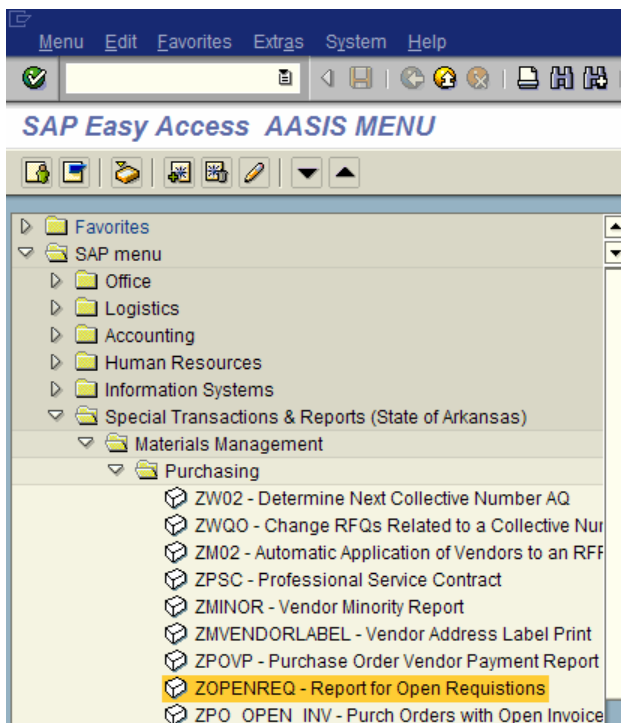 Menu Edit Favorites Extras System Help
SAP Easy Access AASIS MENU
Favorites
SAP menu
Office
Logistics
Accounting
Human Resources
Information Systems
Special Transactions & Reports (State of Arkansas)
Materials Management
Purchasing
ZW02 - Determine Next Collective Number AQ
ZWQO - Change RFQs Related to a Collective
ZM02 - Automatic Application of Vendors to an
ZPSC - Professional Service Contract
ZMINOR - Vendor Minority Report
ZMVENDORLABEL - Vendor Address Label Print
ZPOVP - Purchase Order Vendor Payment Report
ZOPENREQ - Report for Open Requistions
ZPO_OPEN_INV - Purch Orders with Open Invoice